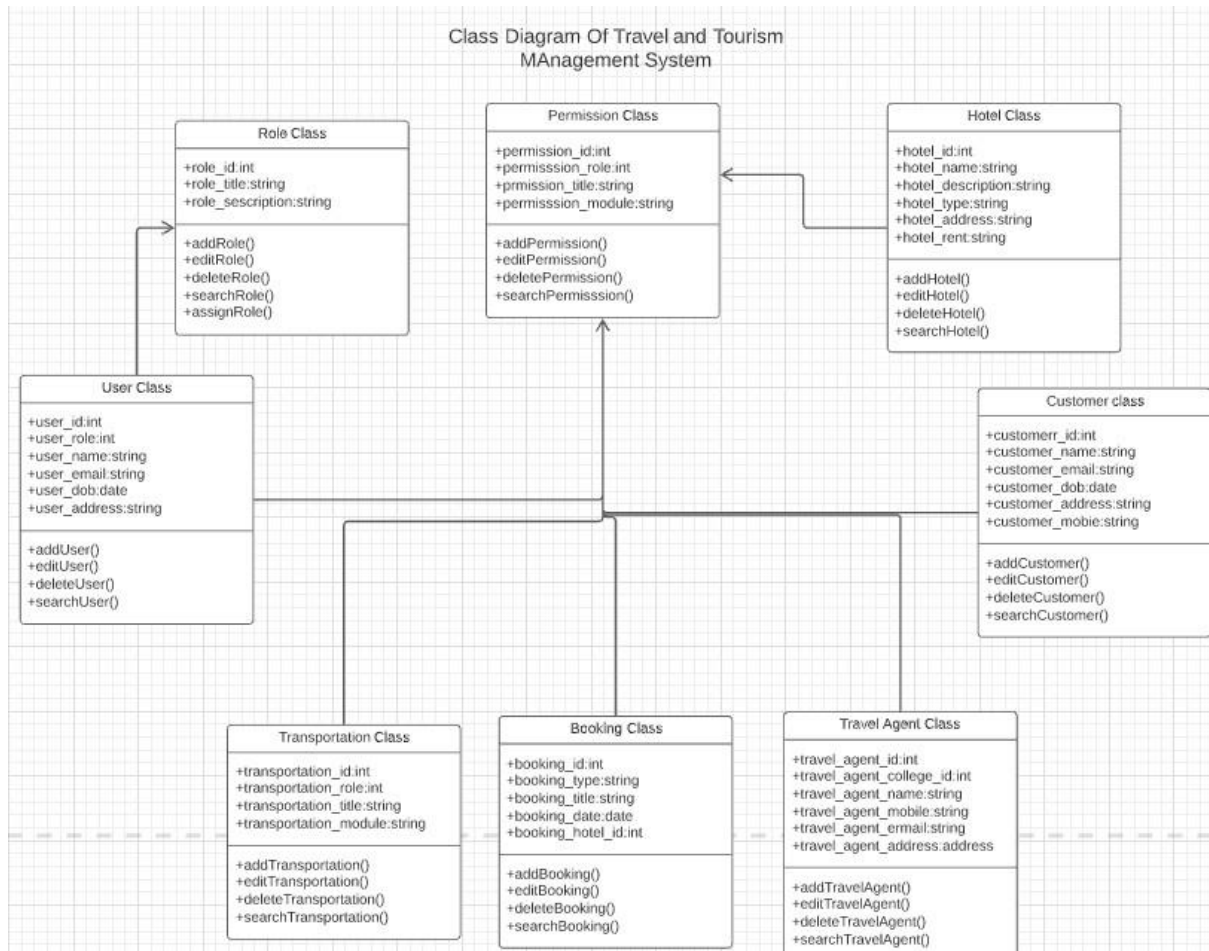 Class Diagram Of Travel and Tourism
MAnagement System
Role Class
+role_id:int
+role_title:string
+role_sescription:string
+addRole()
+editRole()
+deleteRole()
+searchRole()
+assignRole()
Permission Class
+permission_id:int
+permisssion_role:int
+prmission_title:string
+permisssion_module:string
+addPermission()
+editPermission()
+deletePermission()
+searchPermisssion()
Hotel Class
+hotel_id:int
+hotel_name:string
+hotel_description:string
+hotel_type:string
+hotel_address:string
+hotel_rent:string
+addHotel()
+editHotel()
+deleteHotel()
+searchHotel()
User Class
+user_id:int
+user_role:int
+user_name:string
+user_email:string
+user_dob:date
+user_address:string
+addUser()
+editUser()
+deleteUser()
+searchUser()
Customer class
+customerr_id:int
+customer_name:string
+customer_email:string
+customer_dob:date
+customer_address:string
+customer_mobie:string
+addCustomer()
+editCustomer()
+deleteCustomer()
+searchCustomer()
Transportation Class
+transportation_id:int
+transportation_role:int
+transportation_title:string
+transportation_module:string
+addTransportation()
+editTransportation()
+deleteTransportation()
+searchTransportation()
Booking Class
+booking_id:int
+booking_type:string
+booking_title:string
+booking_date:date
+booking_hotel_id:int
+addBooking()
+editBooking()
+deleteBooking()
+searchBooking()
Travel Agent Class
+travel_agent_id:int
+travel_agent_college_id:int
+travel_agent_name:string
+travel_agent_mobile:string
+travel_agent_ermail:string
+travel_agent_address:address
+addTravelAgent()
+editTravelAgent()
+deleteTravelAgent()
+searchTravelAgent()